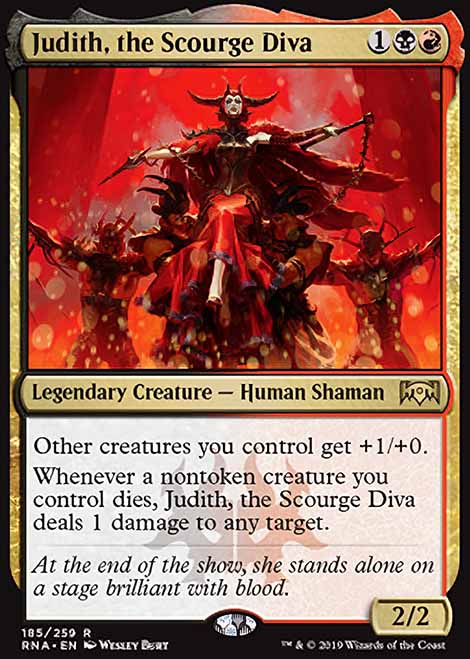 Judith, the Scourge Diva 1
Legendary Creature — Human Shaman
Other creatures you control get +1/+0.
Whenever a nontoken creature you
control dies, Judith, the Scourge Diva
deals 1 damage to any target.
At the end of the show, she stands alone on
a stage brilliant with blood.
2/2
185/259 R
RNA • EN Wesley Burt
™ & © 2019 Wizards of the Coast